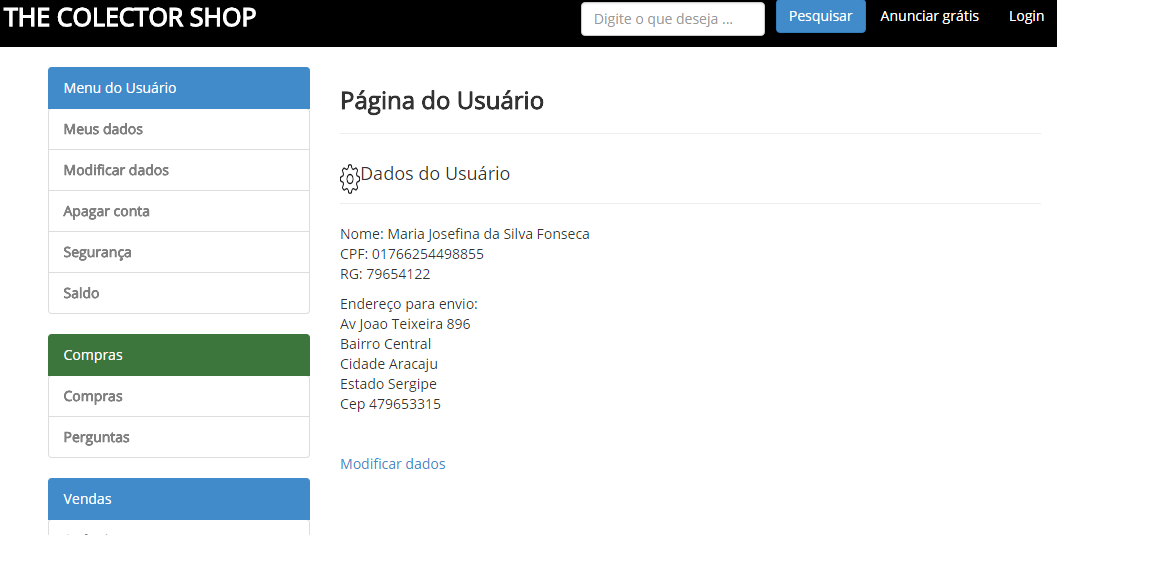 THE COLECTOR SHOP
Digite o que deseja ...
Pesquisar
Anunciar grátis
Login
Menu do Usuário
Meus dados
Modificar dados
Apagar conta
Segurança
Saldo
Compras
Compras
Perguntas
Vendas
Página do Usuário
Dados do Usuário
Nome: Maria Josefina da Silva Fonseca
CPF: 01766254498855
RG: 79654122
Endereço para envio:
Av Joao Teixeira 896
Bairro Central
Cidade Aracaju
Estado Sergipe
Cep 479653315
Modificar dados